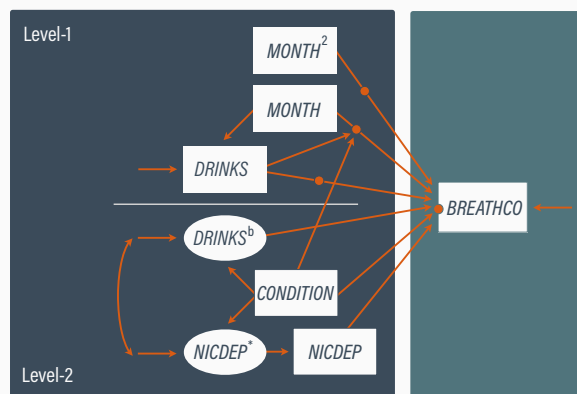 Level-1
MONTH²
MONTH
DRINKS
BREATHCO
DRINKSᵇ
CONDITION
NICDEP*
NICDEP
Level-2